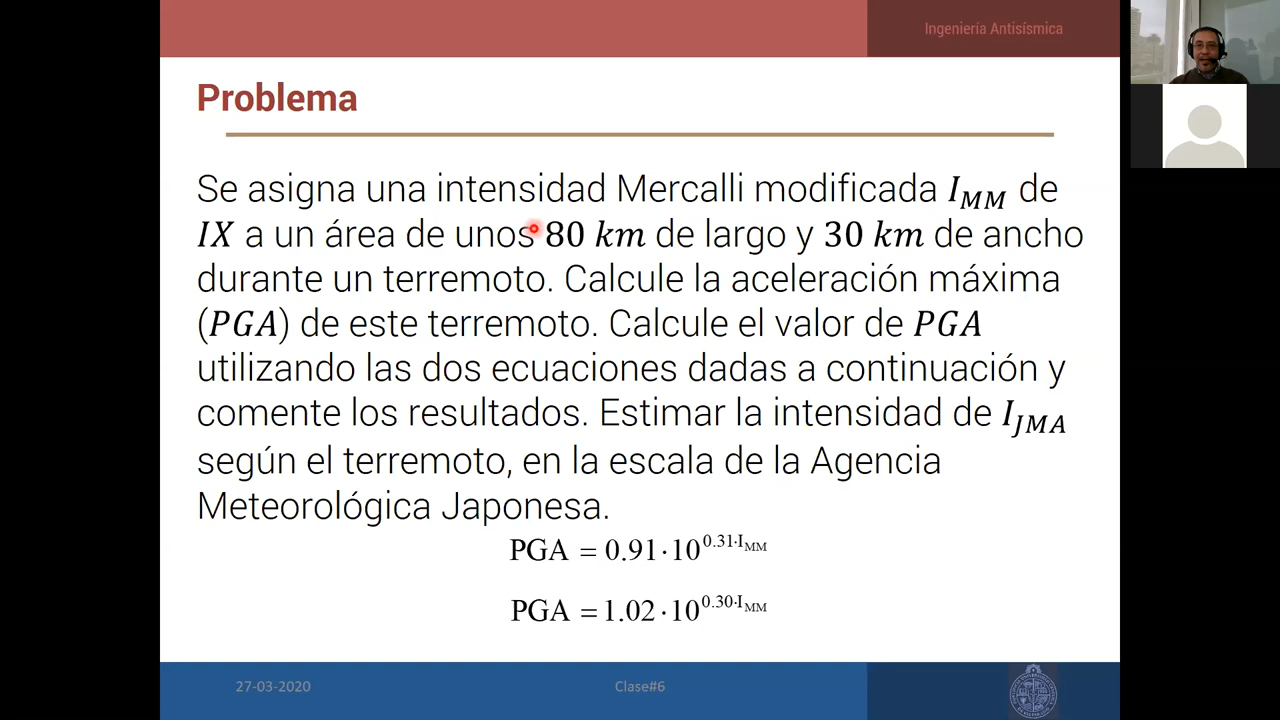 Ingeniería Antisísmica
Problema
Se asigna una intensidad Mercalli modificada I_MM de
IX a un área de unos 80 km de largo y 30 km de ancho
durante un terremoto. Calcule la aceleración máxima
(PGA) de este terremoto. Calcule el valor de PGA
utilizando las dos ecuaciones dadas a continuación y
comente los resultados. Estimar la intensidad de I_JMA
según el terremoto, en la escala de la Agencia
Meteorológica Japonesa.
PGA = 0.91·10^0.31·I_MM
PGA = 1.02·10^0.30·I_MM
27-03-2020
Clase#6